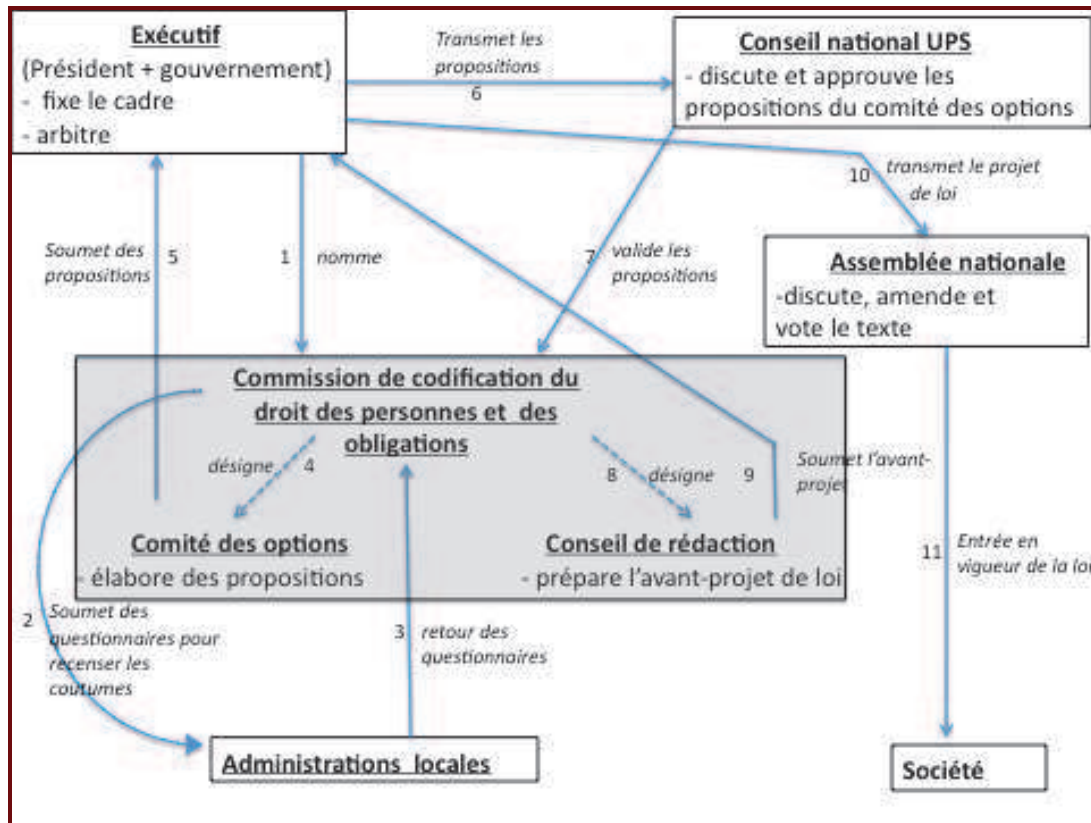 Exécutif
(Président + gouvernement)
- fixe le cadre
- arbitre
Transmet les
propositions
6
Conseil national UPS
- discute et approuve les
propositions du comité des options
10
transmet le projet
de loi
Soumet des
propositions
5
1
nomme
7
valide les
propositions
Assemblée nationale
-discute, amende et
vote le texte
Commission de codification du
droit des personnes et des
obligations
désigne
4
8
désigne
9
Soumet l'avant-
projet
Comité des options
- élabore des propositions
Conseil de rédaction
- prépare l'avant-projet de loi
11
Entrée en
vigueur de la loi
2
Soumet des
questionnaires pour
recenser les
coutumes
3
retour des
questionnaires
Administrations locales
Société